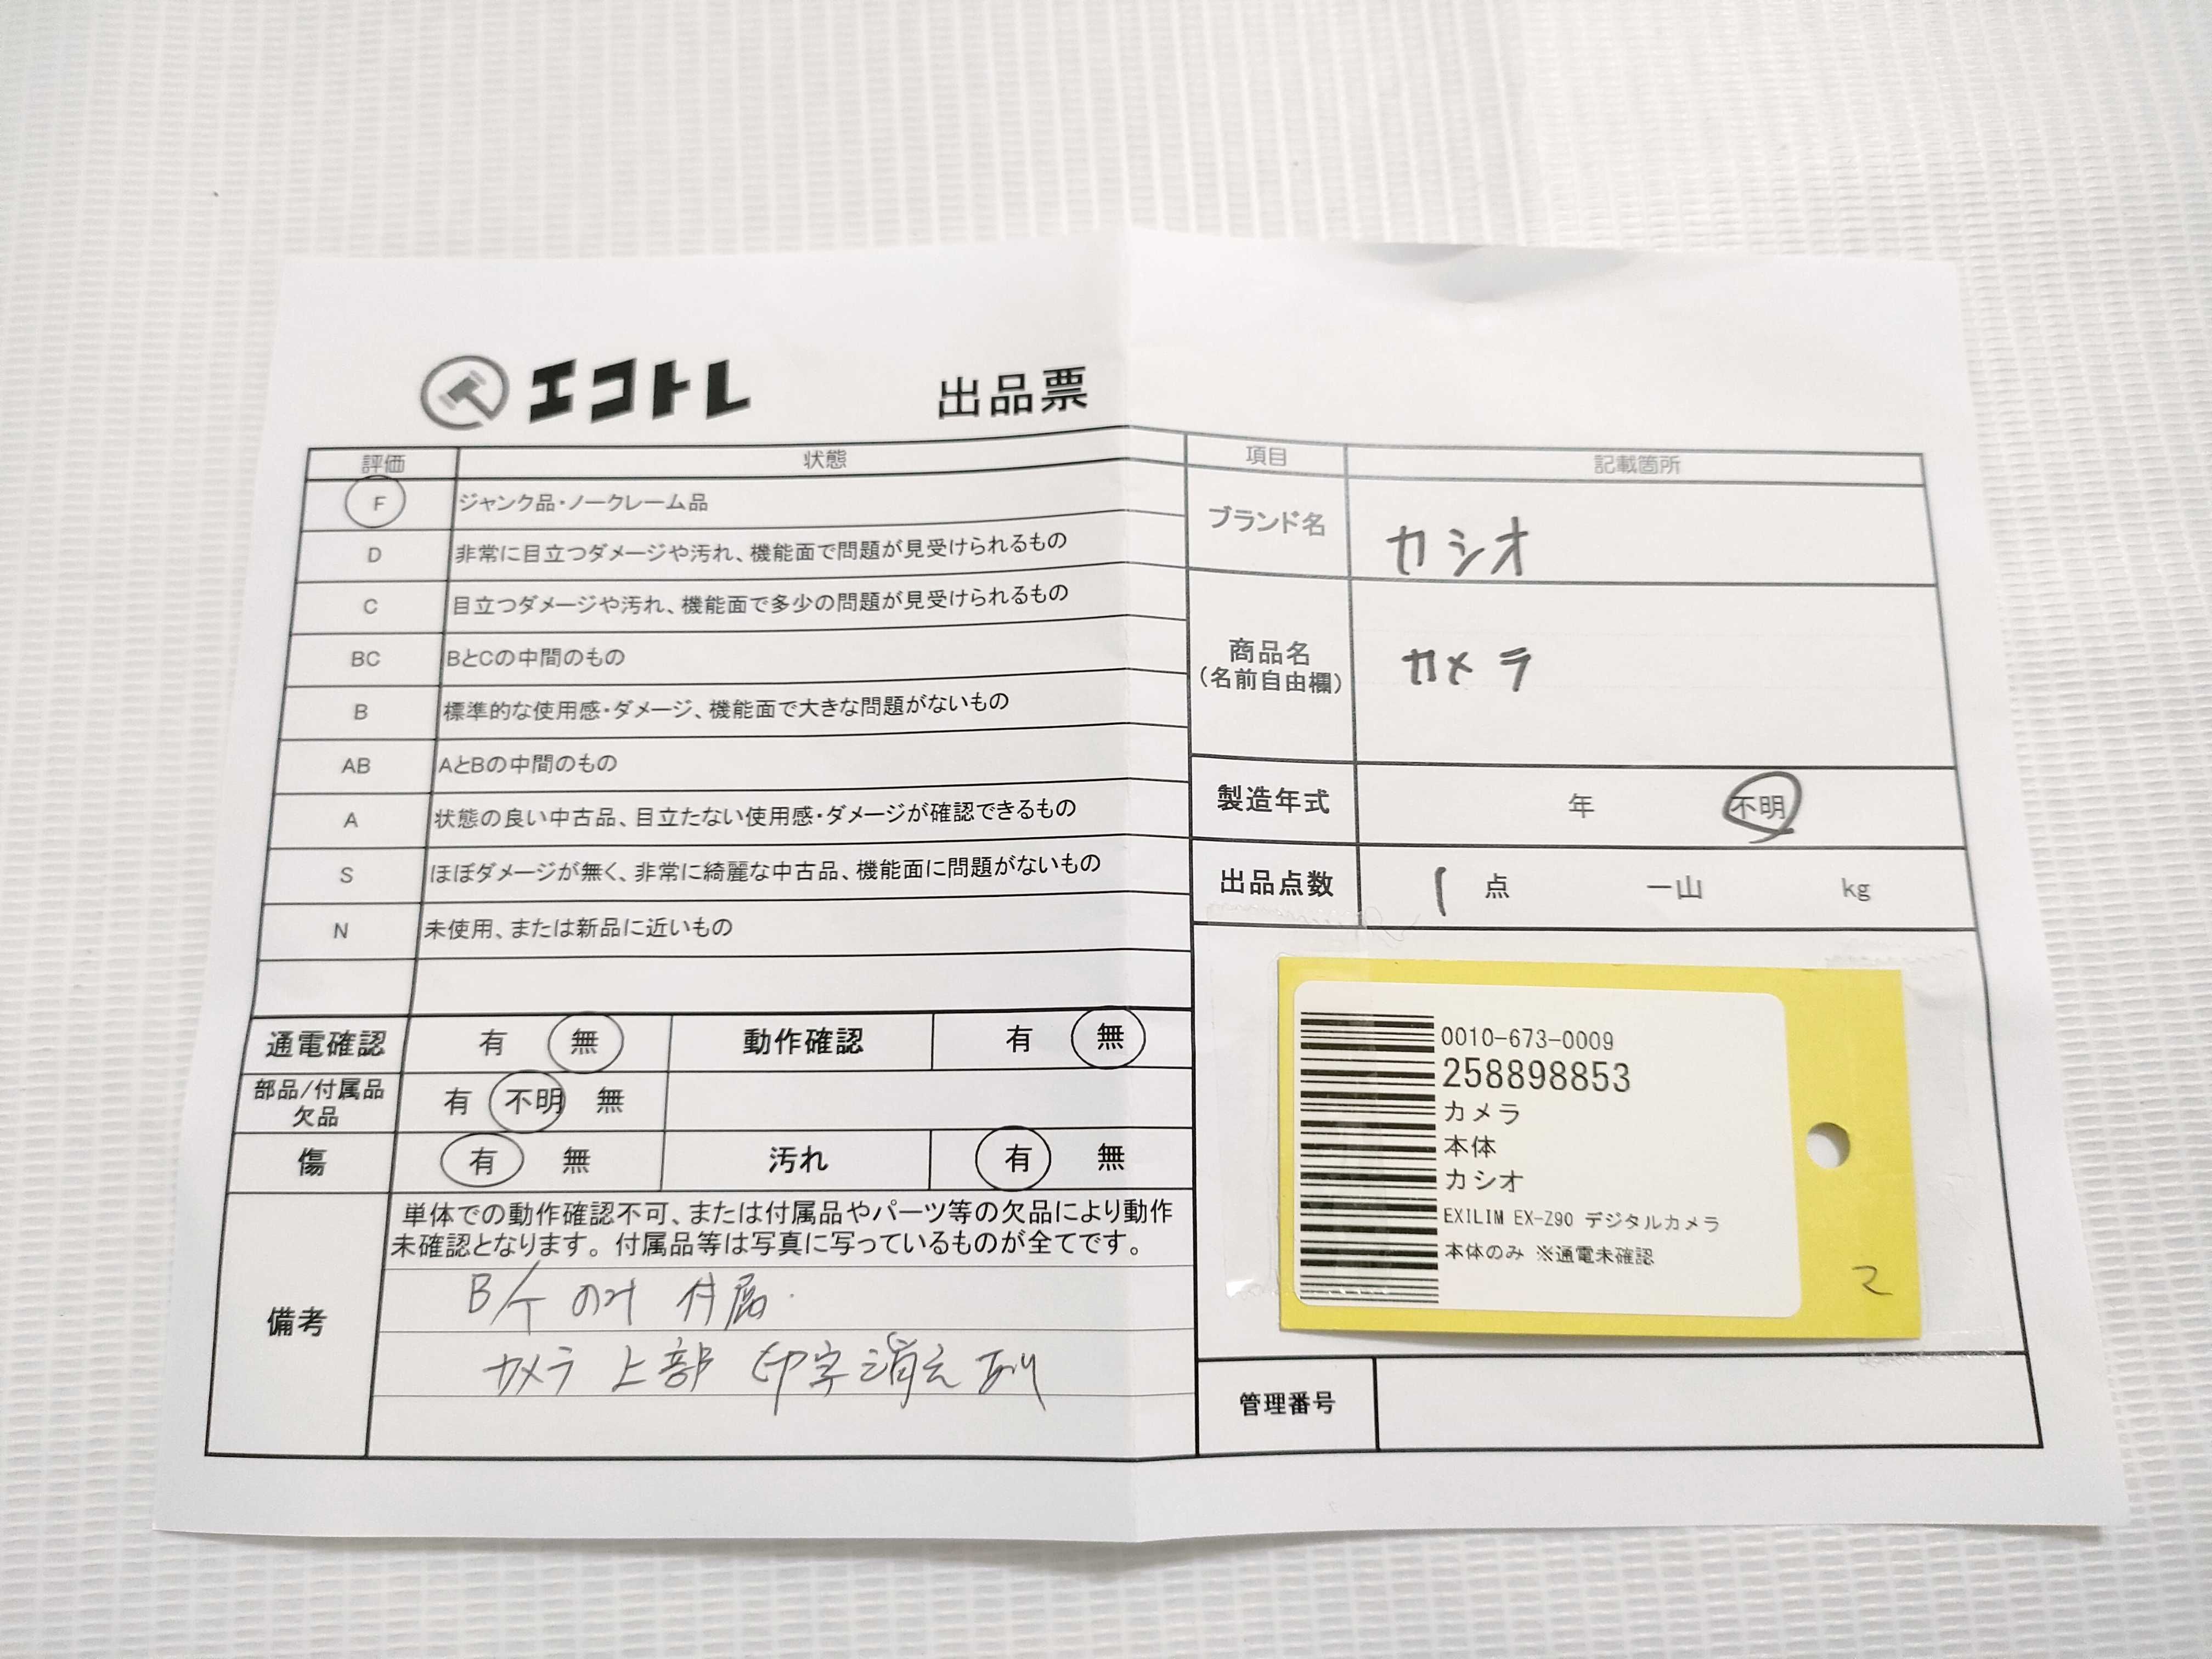 エコトレ
出品票
評価 状態
F ジャンク品・ノークレーム品
D 非常に目立つダメージや汚れ、機能面で問題が見受けられるもの
C 目立つダメージや汚れ、機能面で多少の問題が見受けられるもの
BC BとCの中間のもの
B 標準的な使用感・ダメージ、機能面で大きな問題がないもの
AB AとBの中間のもの
A 状態の良い中古品、目立たない使用感・ダメージが確認できるもの
S ほぼダメージが無く、非常に綺麗な中古品、機能面に問題がないもの
N 未使用、または新品に近いもの
通電確認 有 無 動作確認 有 無
部品/付属品
欠品
有 不明 無
傷 有 無 汚れ 有 無
備考
単体での動作確認不可、または付属品やパーツ等の欠品により動作
未確認となります。付属品等は写真に写っているものが全てです。
B/T のみ 付属.
カメラ 上部 印字消え あり
項目 記載箇所
ブランド名 カシオ
商品名
(名前自由欄)
カメラ
製造年式 年 不明
出品点数 1 点 一山 kg
0010-673-0009
258898853
カメラ
本体
カシオ
EXILIM EX-Z90 デジタルカメラ
本体のみ ※通電未確認
管理番号